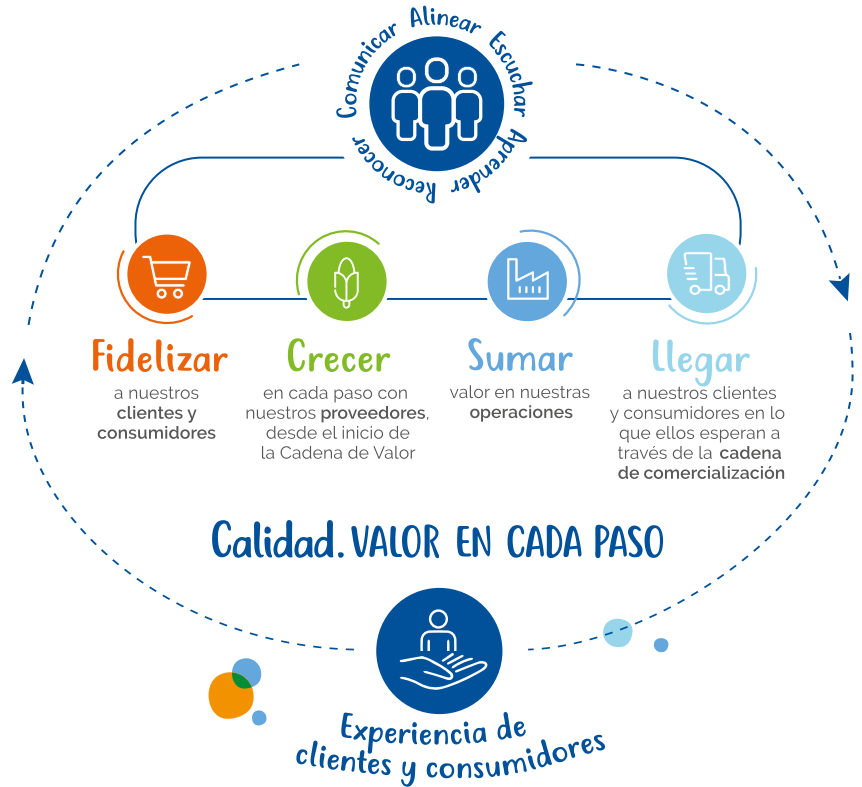 Comunicar Alinear Escuchar Aprender Reconocer
Fidelizar
a nuestros
clientes y
consumidores
Crecer
en cada paso con
nuestros proveedores,
desde el inicio de
la Cadena de Valor
Sumar
valor en nuestras
operaciones
Llegar
a nuestros clientes
y consumidores en lo
que ellos esperan a
través de la cadena
de comercialización
Calidad. VALOR EN CADA PASO
Experiencia de
clientes y consumidores